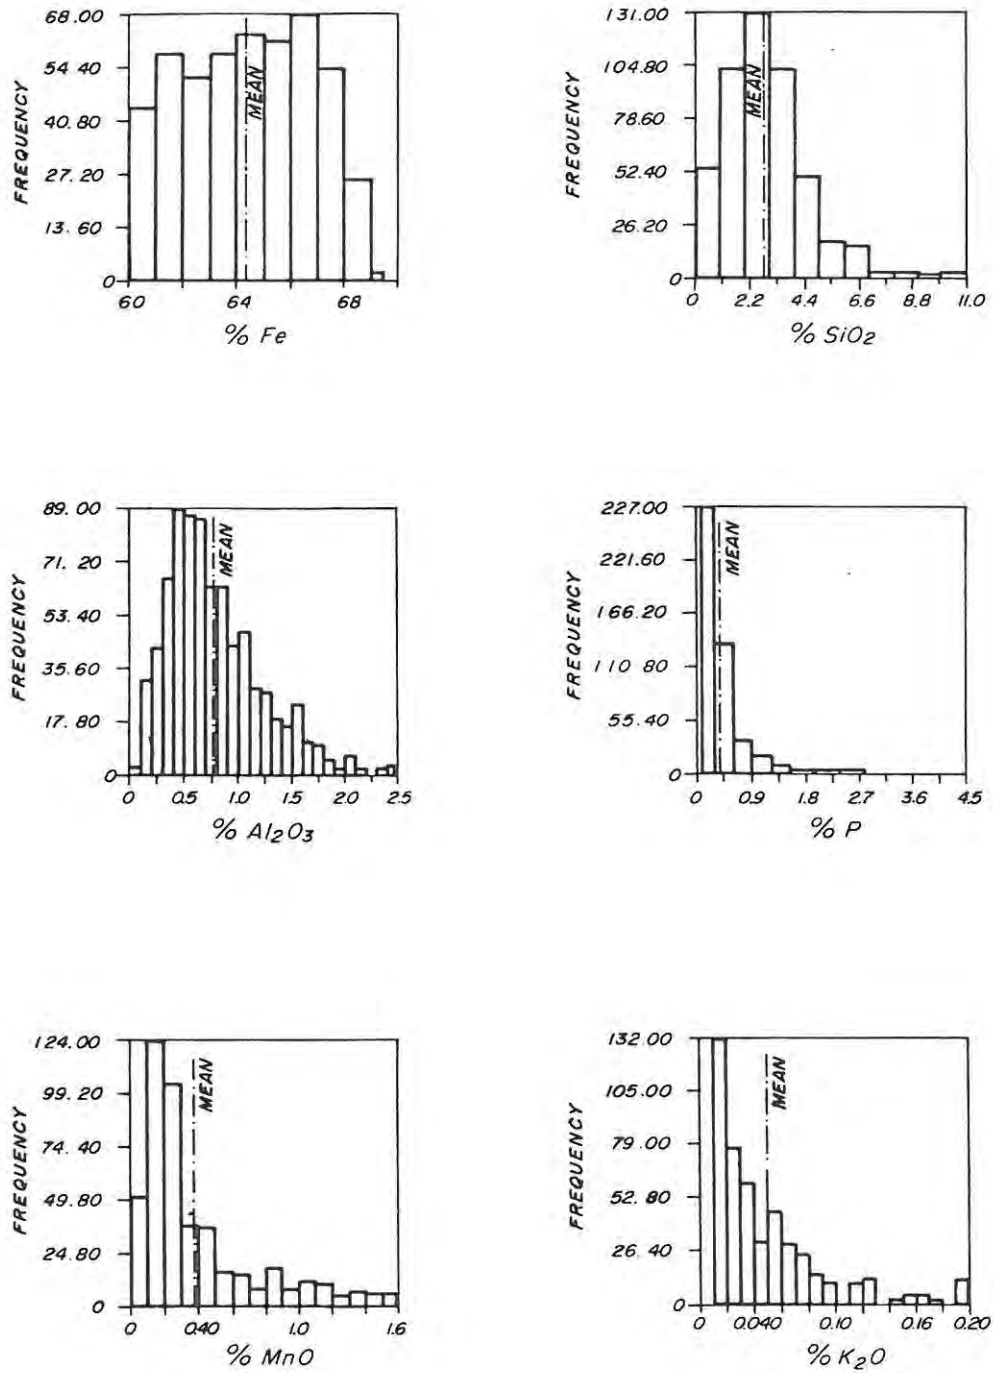 68.00
54.40
40.80
27.20
13.60
0
FREQUENCY
MEAN
60 64 68
% Fe
131.00
104.80
78.60
52.40
26.20
0
FREQUENCY
MEAN
0 2.2 4.4 6.6 8.8 11.0
% SiO2
89.00
71.20
53.40
35.60
17.80
0
FREQUENCY
MEAN
0 0.5 1.0 1.5 2.0 2.5
% Al2O3
227.00
221.60
166.20
110 80
55.40
0
FREQUENCY
MEAN
0 0.9 1.8 2.7 3.6 4.5
% P
124.00
99.20
74.40
49.80
24.80
0
FREQUENCY
MEAN
0 0.40 1.0 1.6
% MnO
132.00
105.00
79.00
52.80
26.40
0
FREQUENCY
MEAN
0 0.040 0.10 0.16 0.20
% K2O